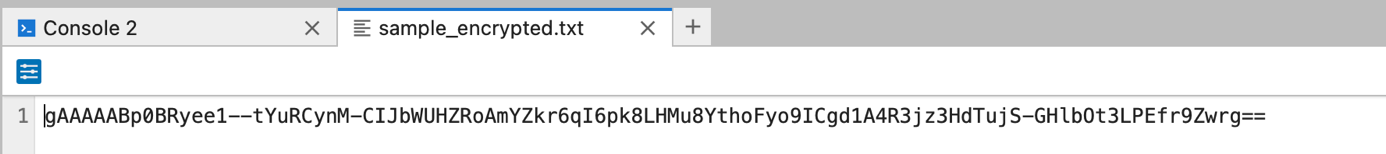 Console 2
sample_encrypted.txt
1 gAAAAABp0BRyee1--tYuRCynM-CIJbWUHZRoAmYZkr6qI6pk8LHMu8YthoFyo9ICgd1A4R3jz3HdTujS-GHlbOt3LPEfr9Zwrg==